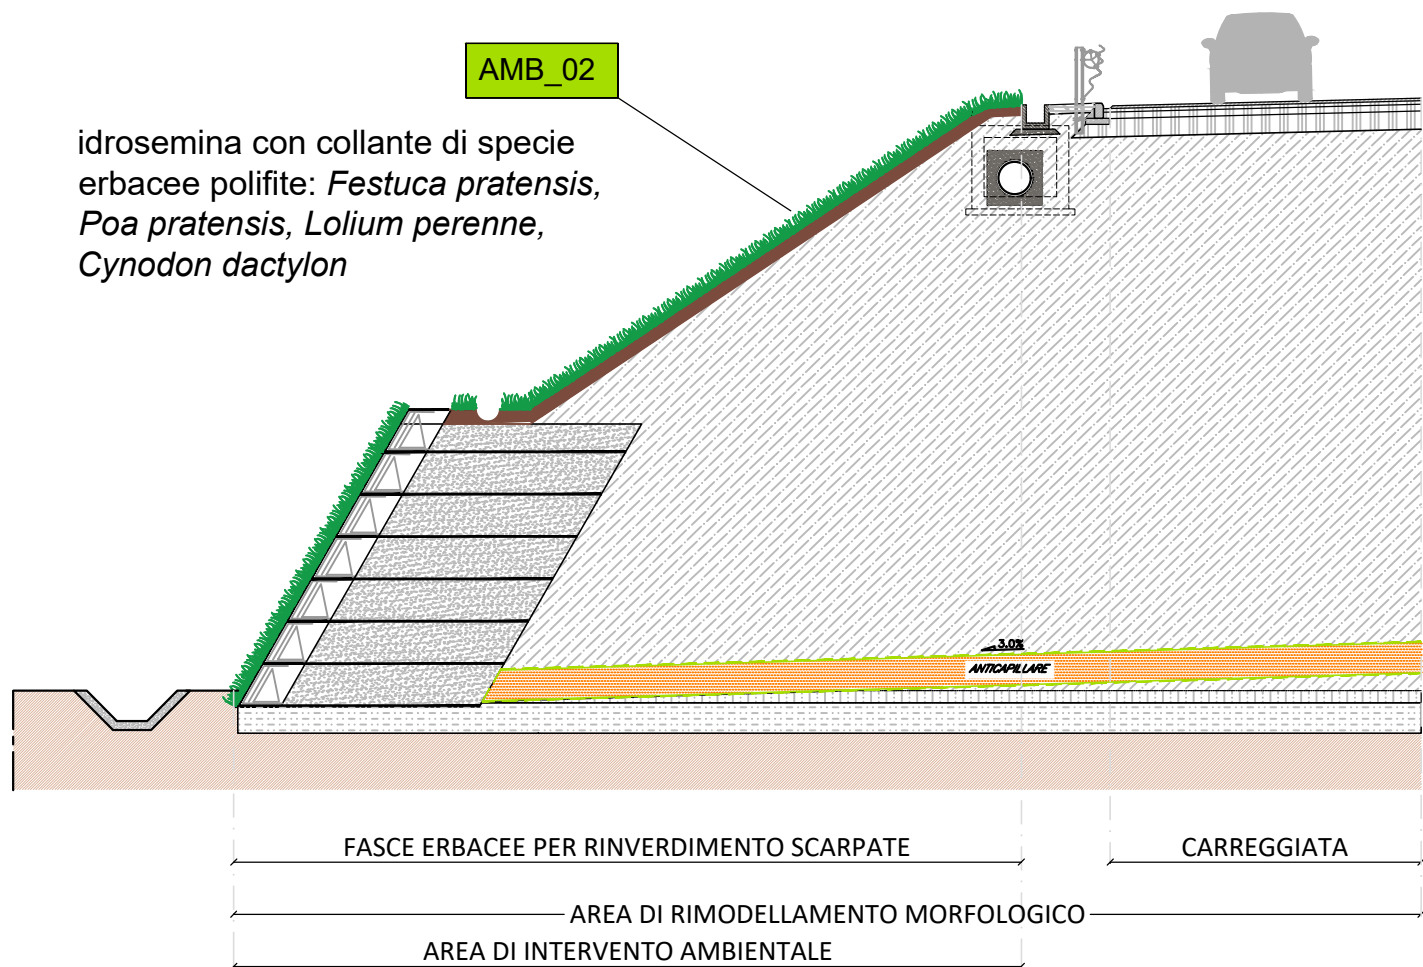 AMB_02
idrosemina con collante di specie
erbacee polifite: Festuca pratensis,
Poa pratensis, Lolium perenne,
Cynodon dactylon
3.0%
ANTICAPILLARE
FASCE ERBACEE PER RINVERDIMENTO SCARPATE
CARREGGIATA
AREA DI RIMODELLAMENTO MORFOLOGICO
AREA DI INTERVENTO AMBIENTALE